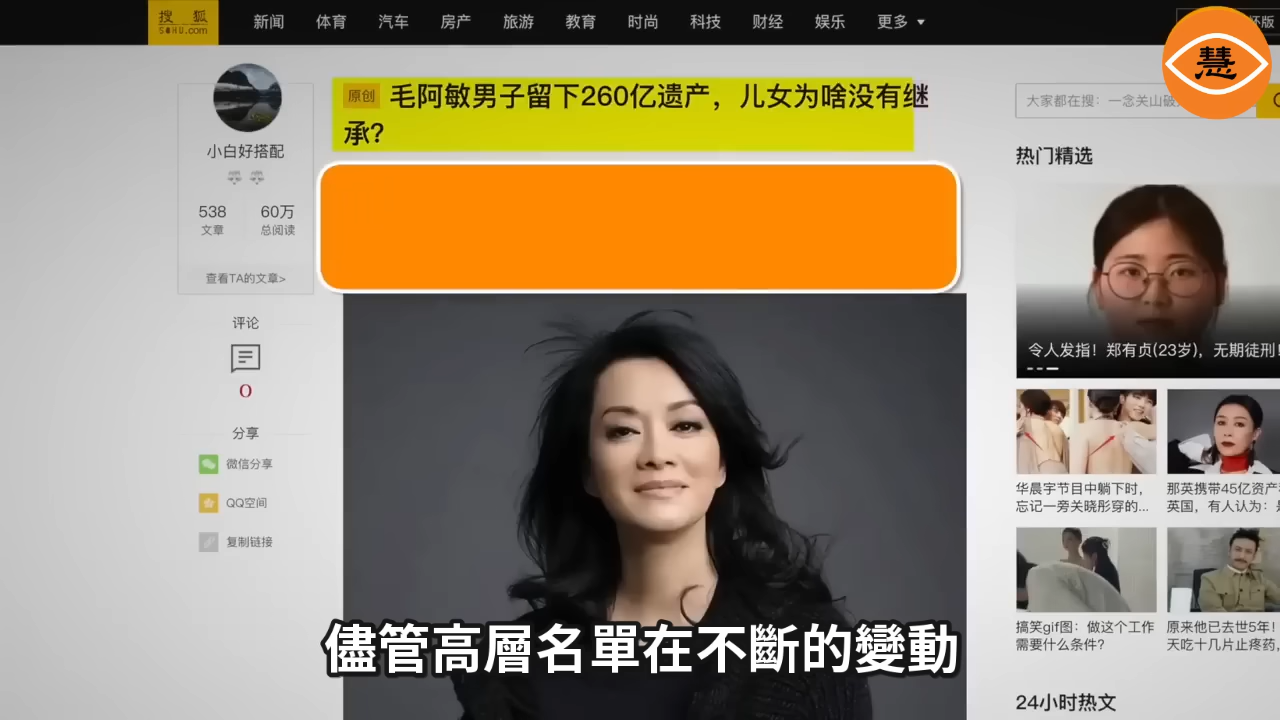 搜狐
SOHU.com
新闻
体育
汽车
房产
旅游
教育
时尚
科技
财经
娱乐
更多
怀版
慧
小白好搭配
538
60万
文章
总阅读
查看TA的文章>
评论
0
分享
微信分享
QQ空间
复制链接
原创 毛阿敏男子留下260亿遗产，儿女为啥没有继
承？
儘管高層名單在不斷的變動
大家都在搜：一念关山破
热门精选
令人发指！郑有贞(23岁)，无期徒刑！
华晨宇节目中躺下时，
忘记一旁关晓彤穿的...
那英携带45亿资产
英国，有人认为：
搞笑gif图：做这个工作
需要什么条件?
原来他已去世5年！
天吃十几片止疼药，
24小时热文